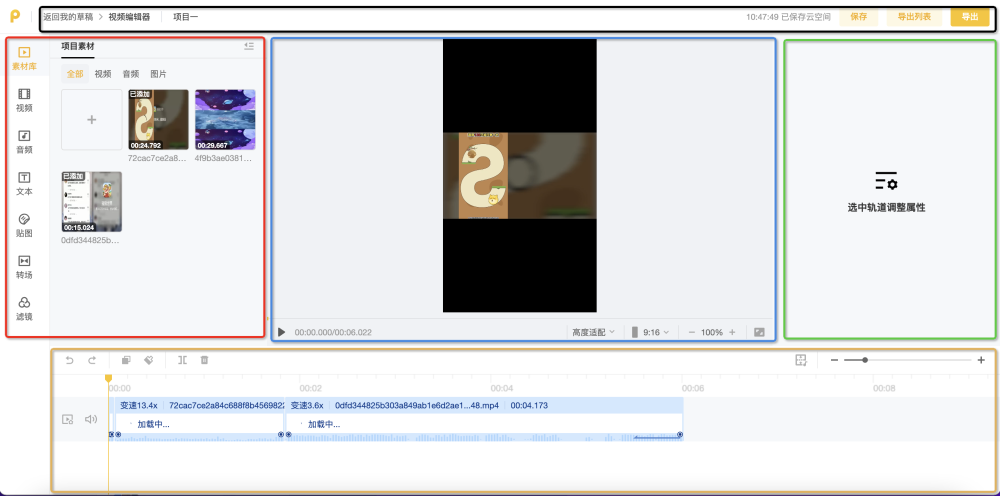 返回我的草稿 > 视频编辑器 项目一 10:47:49 已保存云空间 保存 导出列表 导出
素材库
视频
音频
文本
贴图
转场
滤镜
项目素材
全部 视频 音频 图片
已添加
00:24.792 00:29.667
72cac7ce2a8... 4f9b3ae0381...
已添加
00:15.024
0dfd344825b...
00:00.000/00:06.022 高度适配 9:16 100%
选中轨道调整属性
00:00 00:02 00:04 00:06 00:08
变速13.4x 72cac7ce2a84c688f8b4569822 变速3.6x 0dfd344825b303a849ab1e6d2ae1...48.mp4 00:04.173
加载中... 加载中...